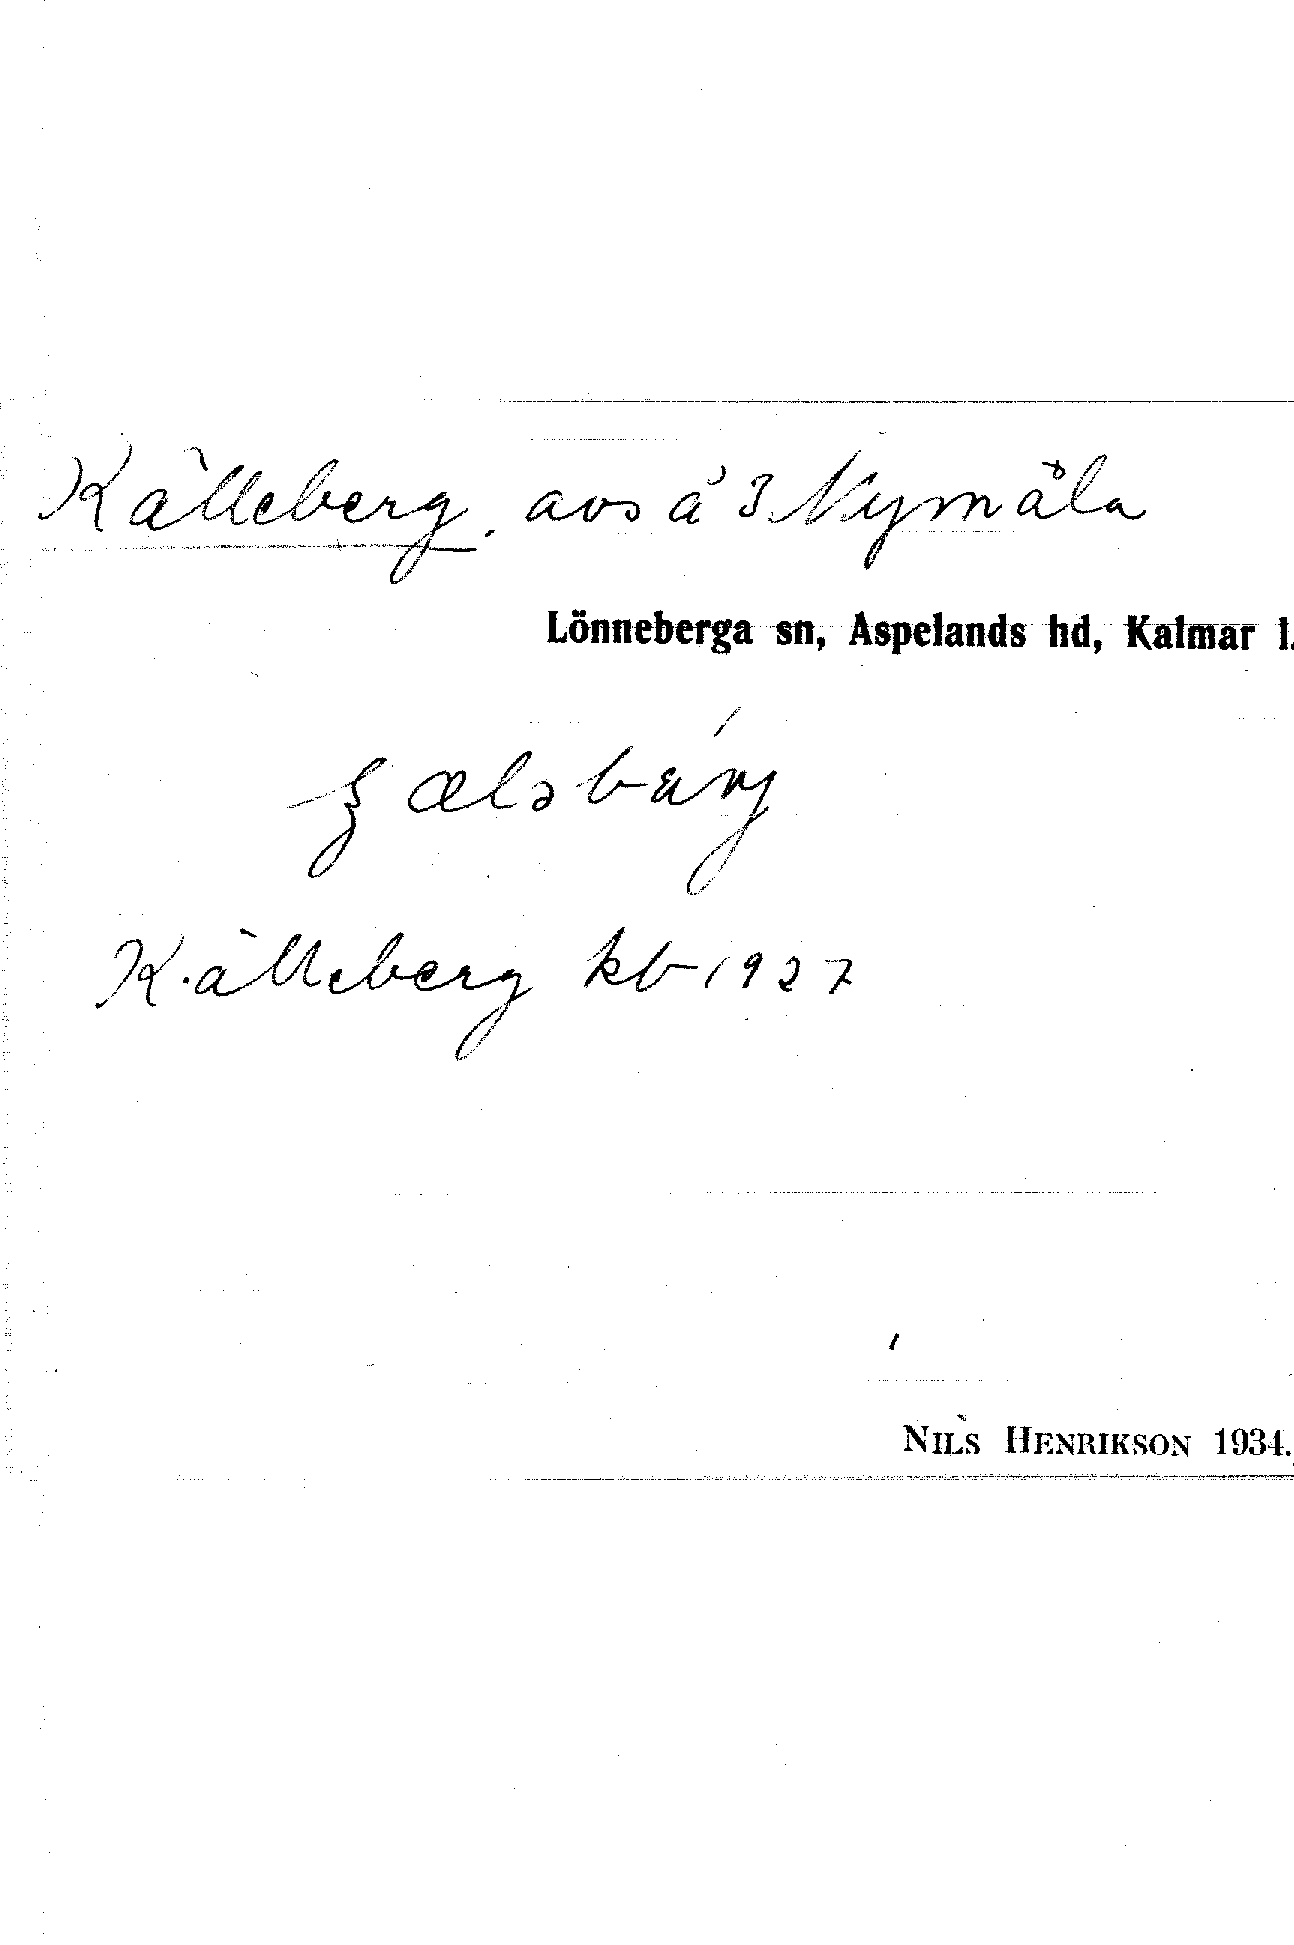 Källeberg. avs å 3 Nymåla
Lönneberga sn, Aspelands hd, Kalmar l.
Källeberg kb 1927
NILS HENRIKSON 1934.